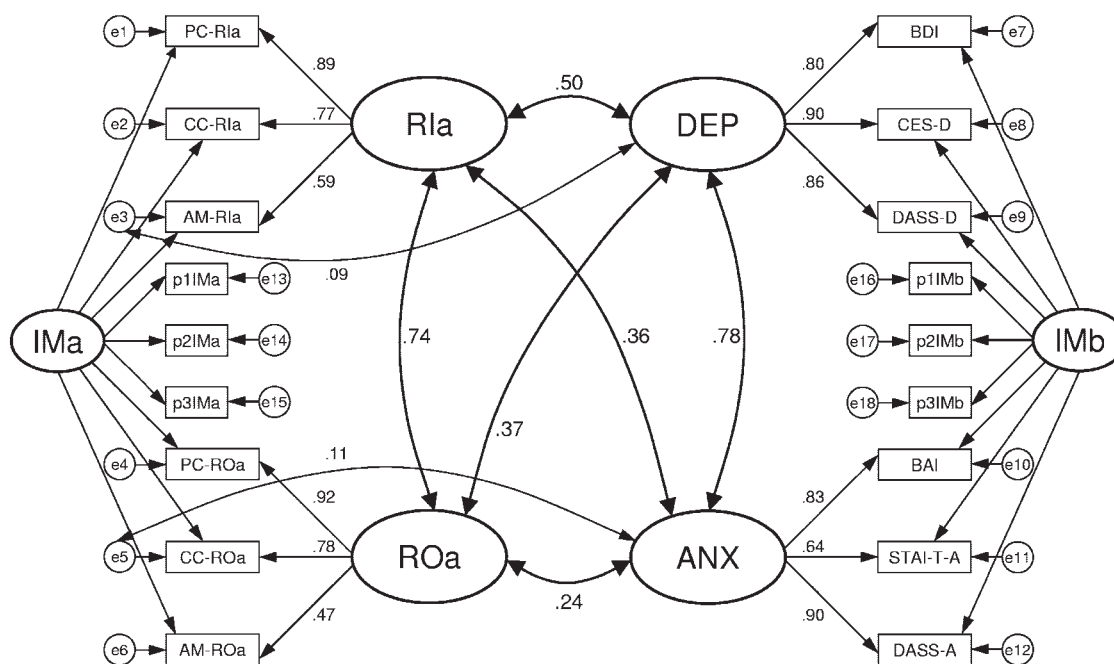 e1
PC-RIa
BDI
e7
.89
.80
.50
e2
CC-RIa
.77
RIa
DEP
.90
CES-D
e8
.59
.86
e3
AM-RIa
DASS-D
e9
.09
p1IMa
e13
e16
p1IMb
IMa
p2IMa
e14
.74
.36
.78
e17
p2IMb
IMb
p3IMa
e15
.37
e18
p3IMb
e4
PC-ROa
.11
BAI
e10
.92
.83
e5
CC-ROa
.78
ROa
ANX
.64
STAI-T-A
e11
.24
.47
.90
e6
AM-ROa
DASS-A
e12